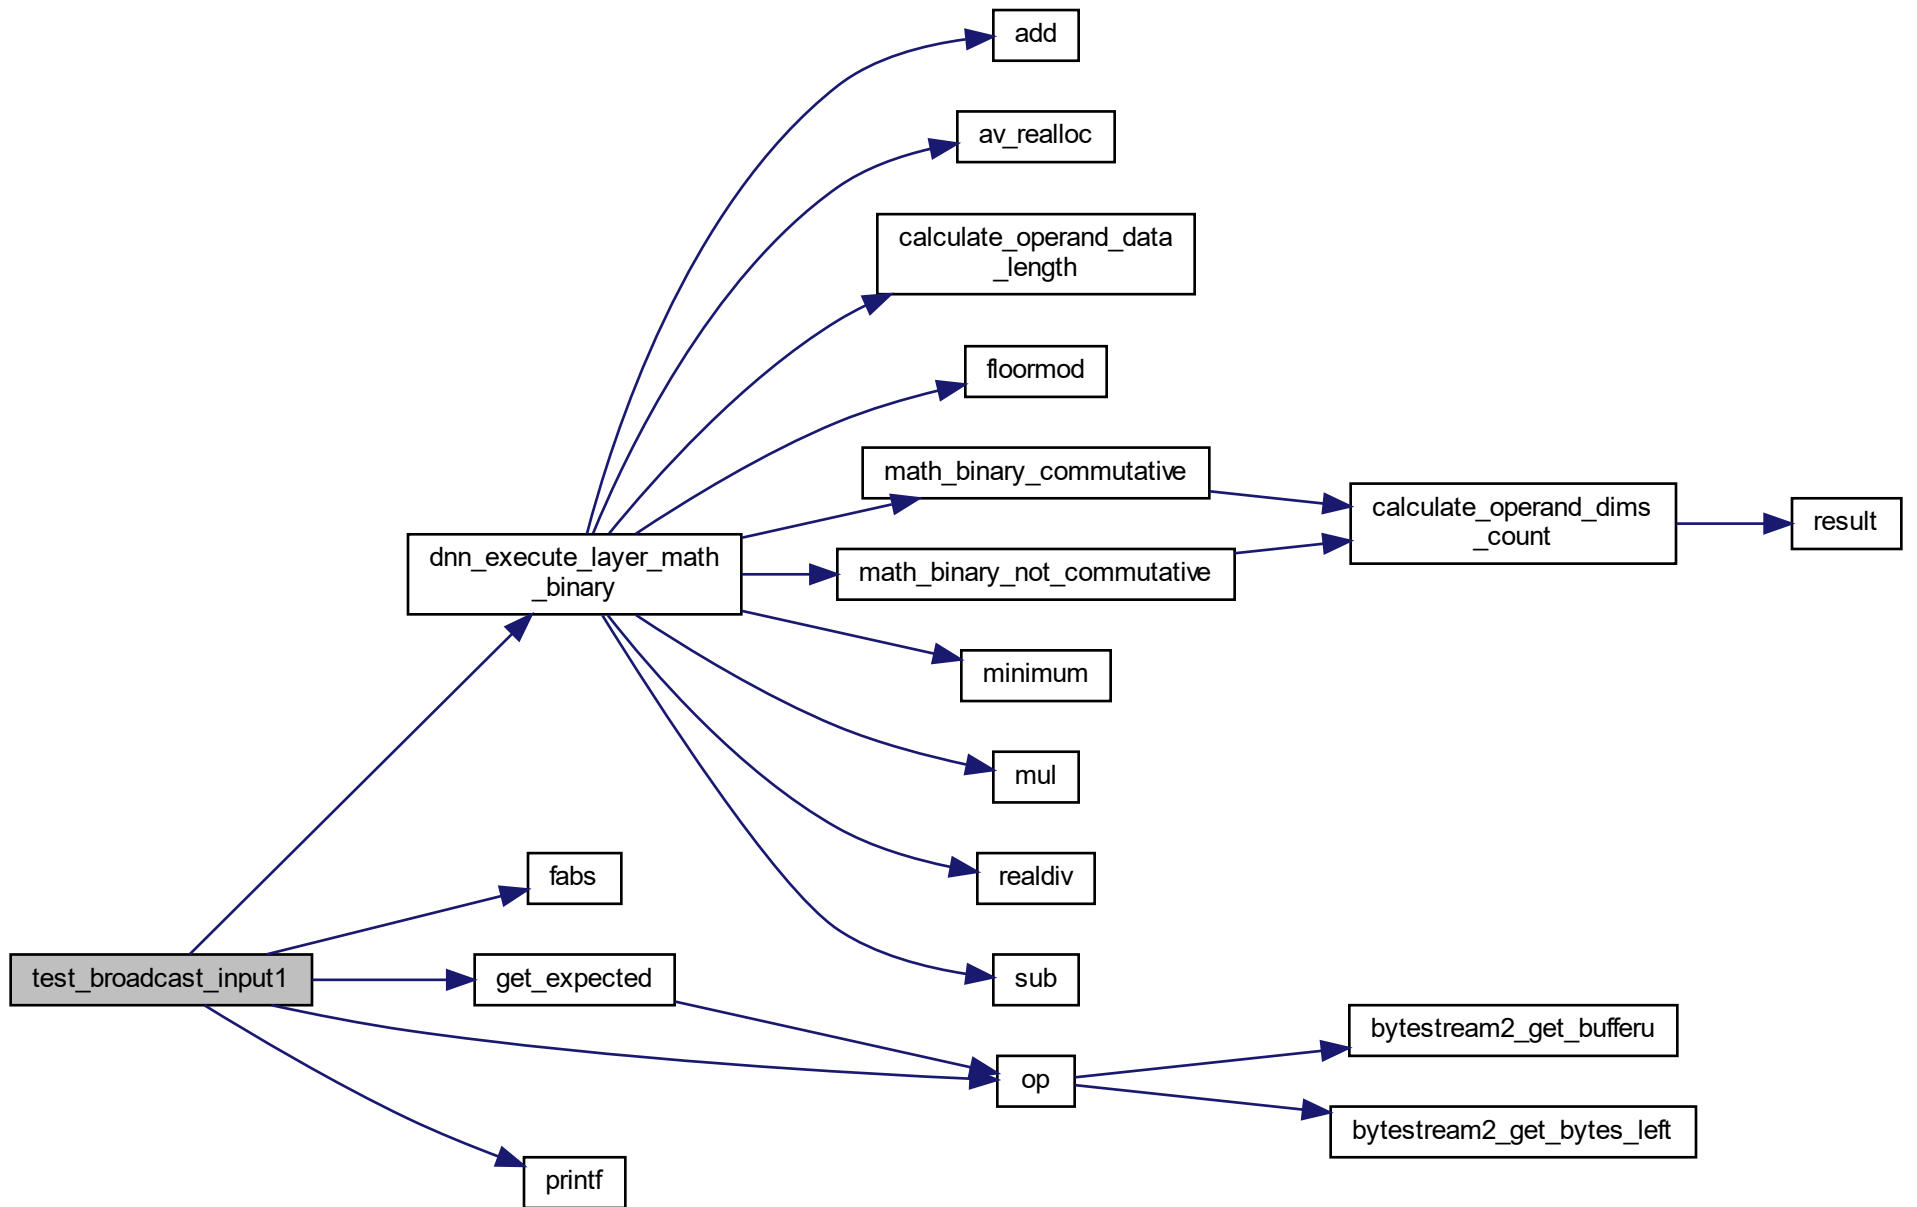 add
av_realloc
calculate_operand_data
_length
floormod
math_binary_commutative
calculate_operand_dims
_count
result
dnn_execute_layer_math
_binary
math_binary_not_commutative
minimum
mul
fabs
realdiv
test_broadcast_input1
get_expected
sub
bytestream2_get_bufferu
op
bytestream2_get_bytes_left
printf